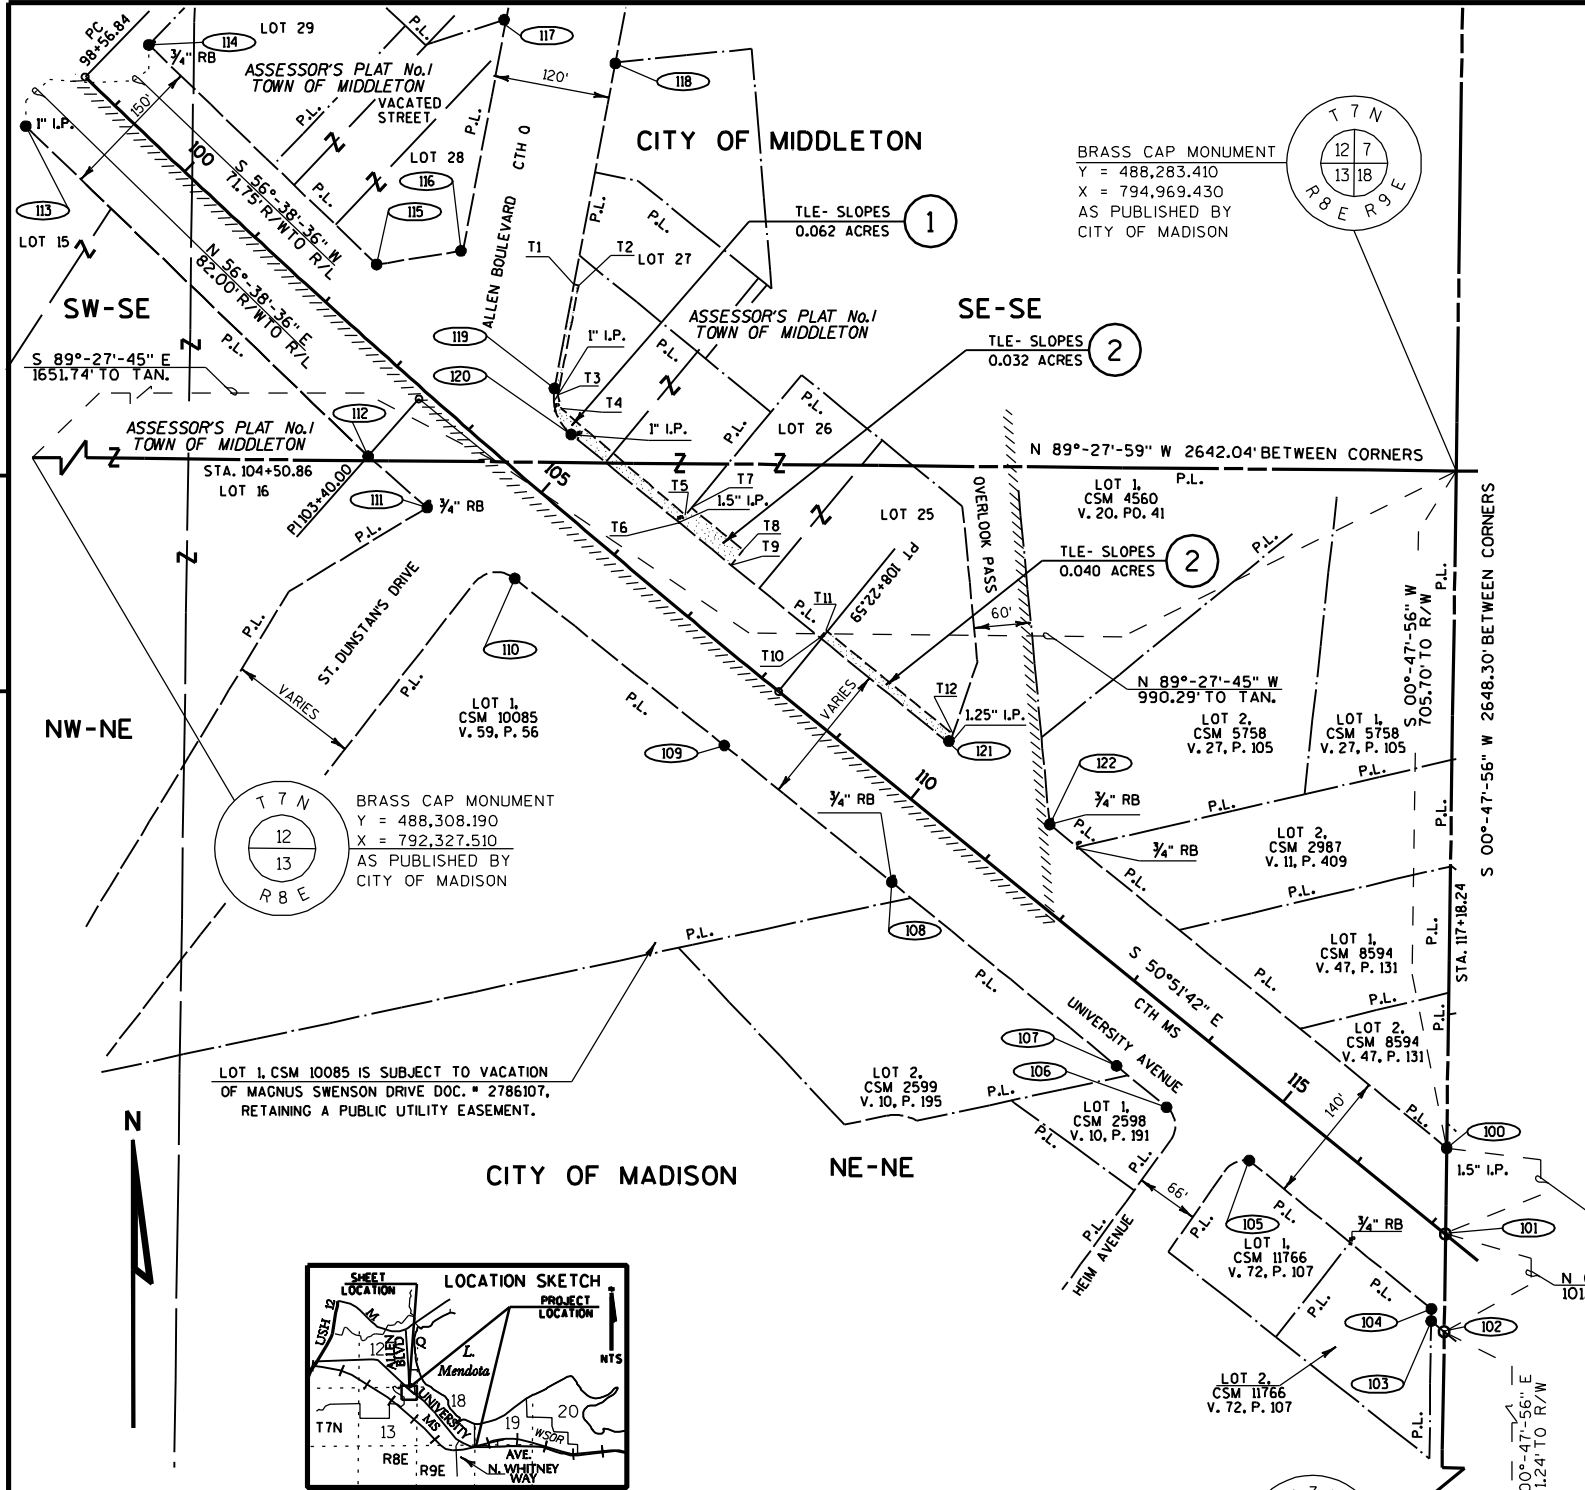 PC
98+56.84
114
LOT 29
3/4" RB
ASSESSOR'S PLAT No.1
TOWN OF MIDDLETON
VACATED
STREET
P.L.
117
120'
118
CITY OF MIDDLETON
1" I.P.
150'
100
113
LOT 15
S 56°-38'-36" W
71.75' R/W TO R/L
N 56°-38'-36" E
82.00' R/W TO R/L
P.L.
P.L.
P.L.
LOT 28
116
115
ALLEN BOULEVARD
CTH Q
P.L.
P.L.
T1
T2
LOT 27
TLE- SLOPES
0.062 ACRES
1
BRASS CAP MONUMENT
Y = 488,283.410
X = 794,969.430
AS PUBLISHED BY
CITY OF MADISON
T 7 N
12 7
13 18
R 8 E R 9 E
SW-SE
SE-SE
S 89°-27'-45" E
1651.74' TO TAN.
119
1" I.P.
120
T3
T4
1" I.P.
P.L.
ASSESSOR'S PLAT No.1
TOWN OF MIDDLETON
TLE- SLOPES
0.032 ACRES
2
112
ASSESSOR'S PLAT No.1
TOWN OF MIDDLETON
STA. 104+50.86
LOT 16
PI 103+40.00
111
3/4" RB
P.L.
105
P.L.
P.L.
LOT 26
N 89°-27'-59" W 2642.04' BETWEEN CORNERS
P.L.
T5
T7
1.5" I.P.
T6
T8
T9
LOT 25
OVERLOOK PASS
LOT 1,
CSM 4560
V. 20, PD. 41
P.L.
TLE- SLOPES
0.040 ACRES
2
PT 108+22.59
P.L.
T11
T10
60'
ST. DUNSTAN'S DRIVE
P.L.
P.L.
VARIES
110
LOT 1,
CSM 10085
V. 59, P. 56
P.L.
NW-NE
109
VARIES
T12
1.25" I.P.
121
N 89°-27'-45" W
990.29' TO TAN.
LOT 2,
CSM 5758
V. 27, P. 105
LOT 1,
CSM 5758
V. 27, P. 105
S 00°-47'-56" W
705.70' TO R/W
P.L.
S 00°-47'-56" W 2648.30' BETWEEN CORNERS
T 7 N
12
13
R 8 E
BRASS CAP MONUMENT
Y = 488,308.190
X = 792,327.510
AS PUBLISHED BY
CITY OF MADISON
3/4" RB
110
122
3/4" RB
P.L.
3/4" RB
P.L.
P.L.
P.L.
P.L.
LOT 2,
CSM 2987
V. 11, P. 409
P.L.
108
P.L.
P.L.
S 50°51'42" E
CTH MS
UNIVERSITY AVENUE
LOT 1,
CSM 8594
V. 47, P. 131
P.L.
STA. 117+18.24
P.L.
P.L.
LOT 2,
CSM 8594
V. 47, P. 131
P.L.
LOT 1, CSM 10085 IS SUBJECT TO VACATION
OF MAGNUS SWENSON DRIVE DOC. # 2786107,
RETAINING A PUBLIC UTILITY EASEMENT.
107
106
LOT 2,
CSM 2599
V. 10, P. 195
P.L.
LOT 1,
CSM 2598
V. 10, P. 191
P.L.
P.L.
115
140'
P.L.
100
1.5" I.P.
N
CITY OF MADISON
NE-NE
66'
P.L.
HEIM AVENUE
P.L.
105
P.L.
LOT 1,
CSM 11766
V. 72, P. 107
3/4" RB
P.L.
P.L.
101
102
104
103
LOT 2,
CSM 11766
V. 72, P. 107
P.L.
00°-47'-56" E
1.24' TO R/W
SHEET
LOCATION
LOCATION SKETCH
PROJECT
LOCATION
NTS
USH 12
M
12
ALLEN
BLVD
Q
L.
Mendota
UNIVERSITY
MS
18
13
19
20
WSOR
T7N
R8E
R9E
AVE.
N. WHITNEY
WAY